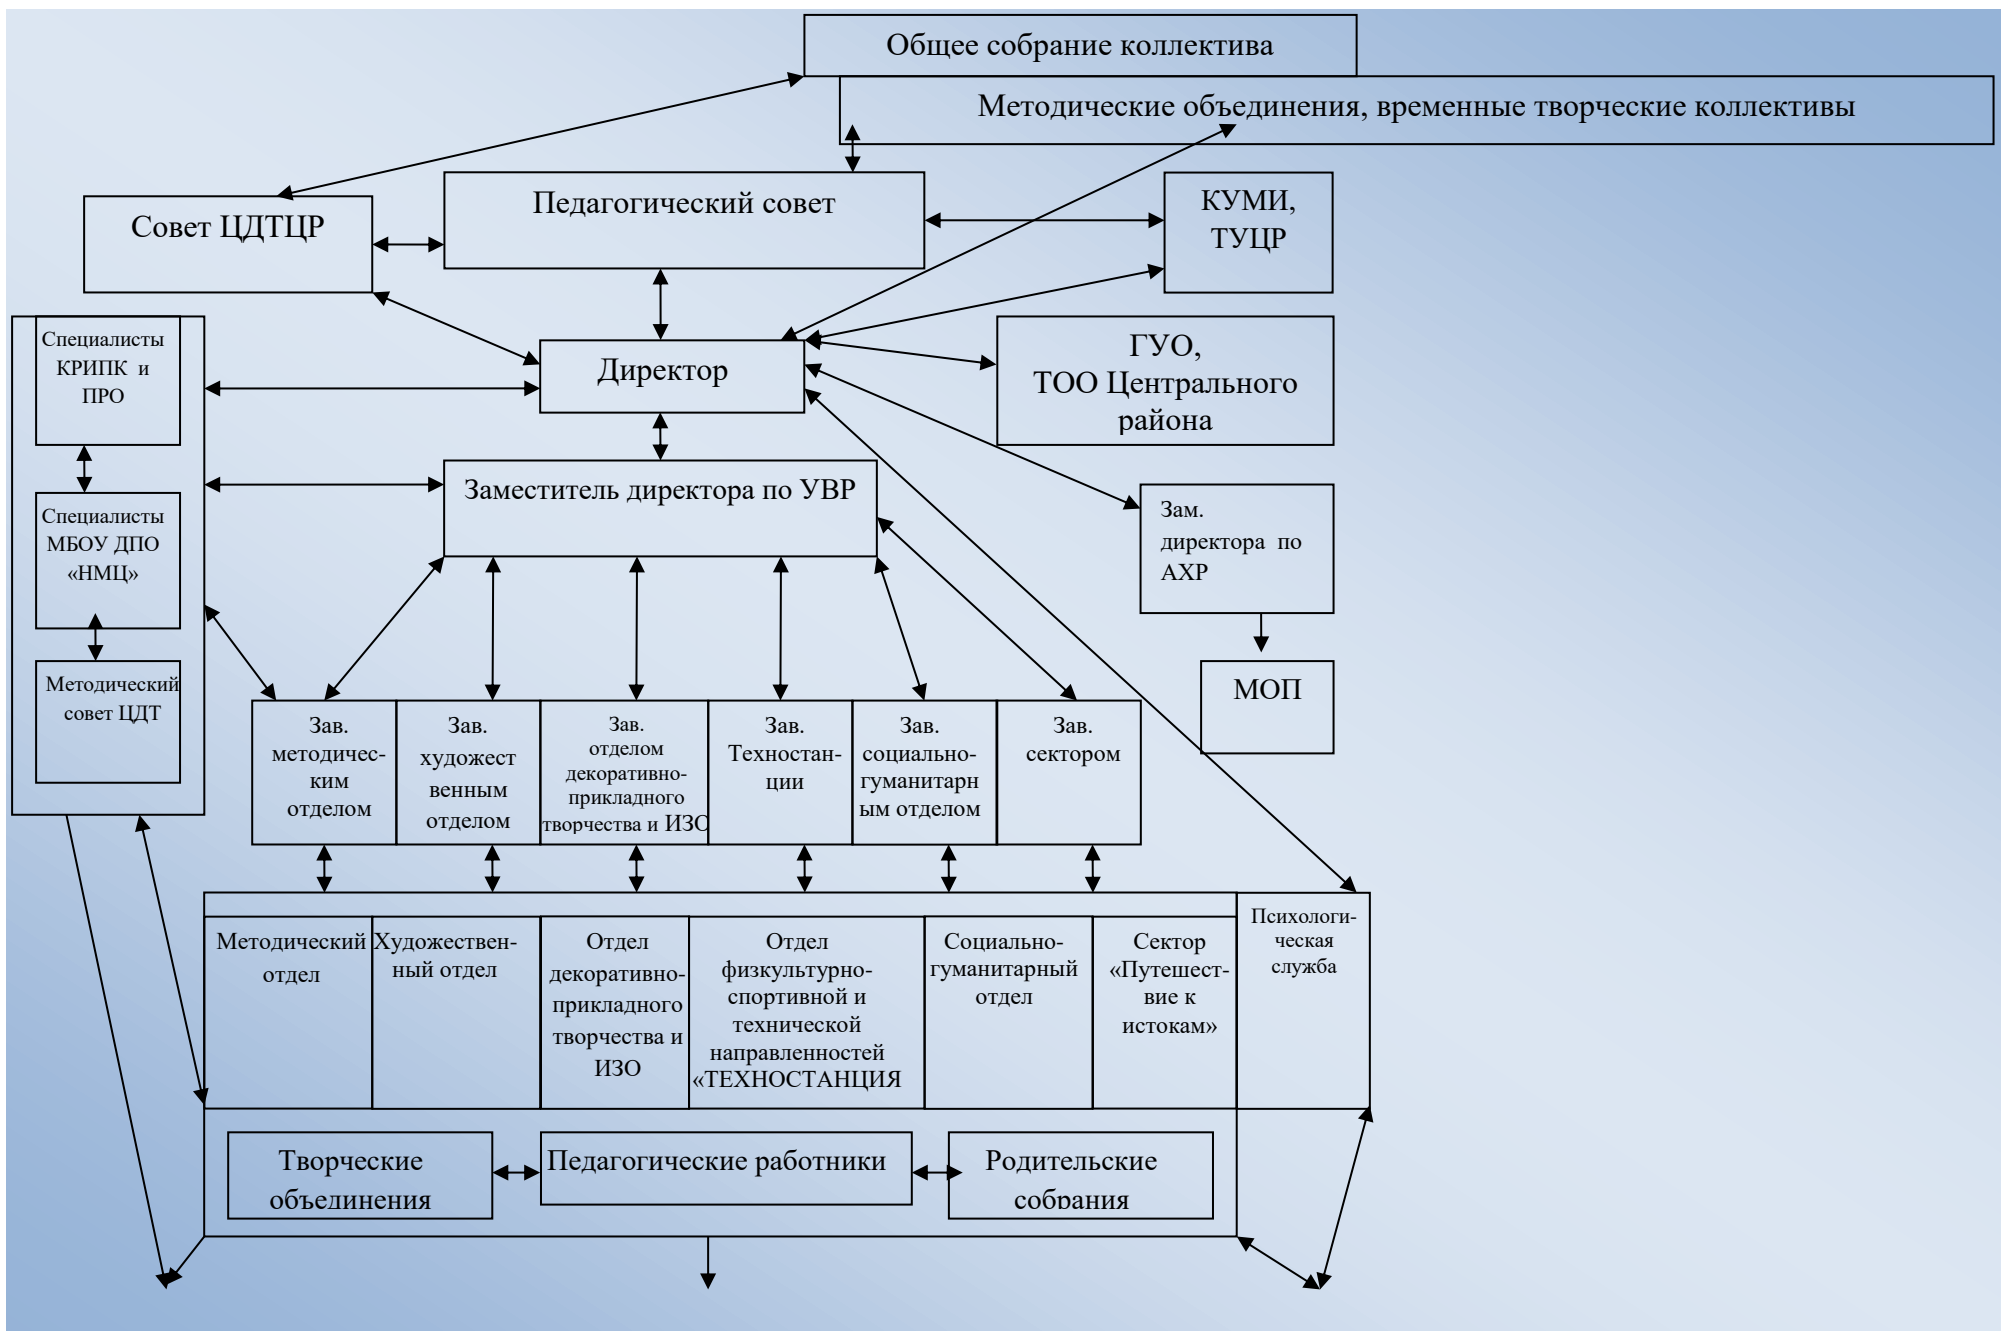 Общее собрание коллектива
Методические объединения, временные творческие коллективы
Педагогический совет
КУМИ,
ТУЦР
Совет ЦДТЦР
Специалисты
КРИПК и
ПРО
Директор
ГУО,
ТОО Центрального
района
Заместитель директора по УВР
Специалисты
МБОУ ДПО
«НМЦ»
Зам.
директора по
АХР
Методический
совет ЦДТ
МОП
Зав.
методичес-
ким
отделом
Зав.
художест
венным
отделом
Зав.
отделом
декоративно-
прикладного
творчества и ИЗО
Зав.
Техностан-
ции
Зав.
социально-
гуманитарн
ым отделом
Зав.
сектором
Методический
отдел
Художествен-
ный отдел
Отдел
декоративно-
прикладного
творчества и
ИЗО
Отдел
физкультурно-
спортивной и
технической
направленностей
«ТЕХНОСТАНЦИЯ
Социально-
гуманитарный
отдел
Сектор
«Путешест-
вие к
истокам»
Психологи-
ческая
служба
Творческие
объединения
Педагогические работники
Родительские
собрания